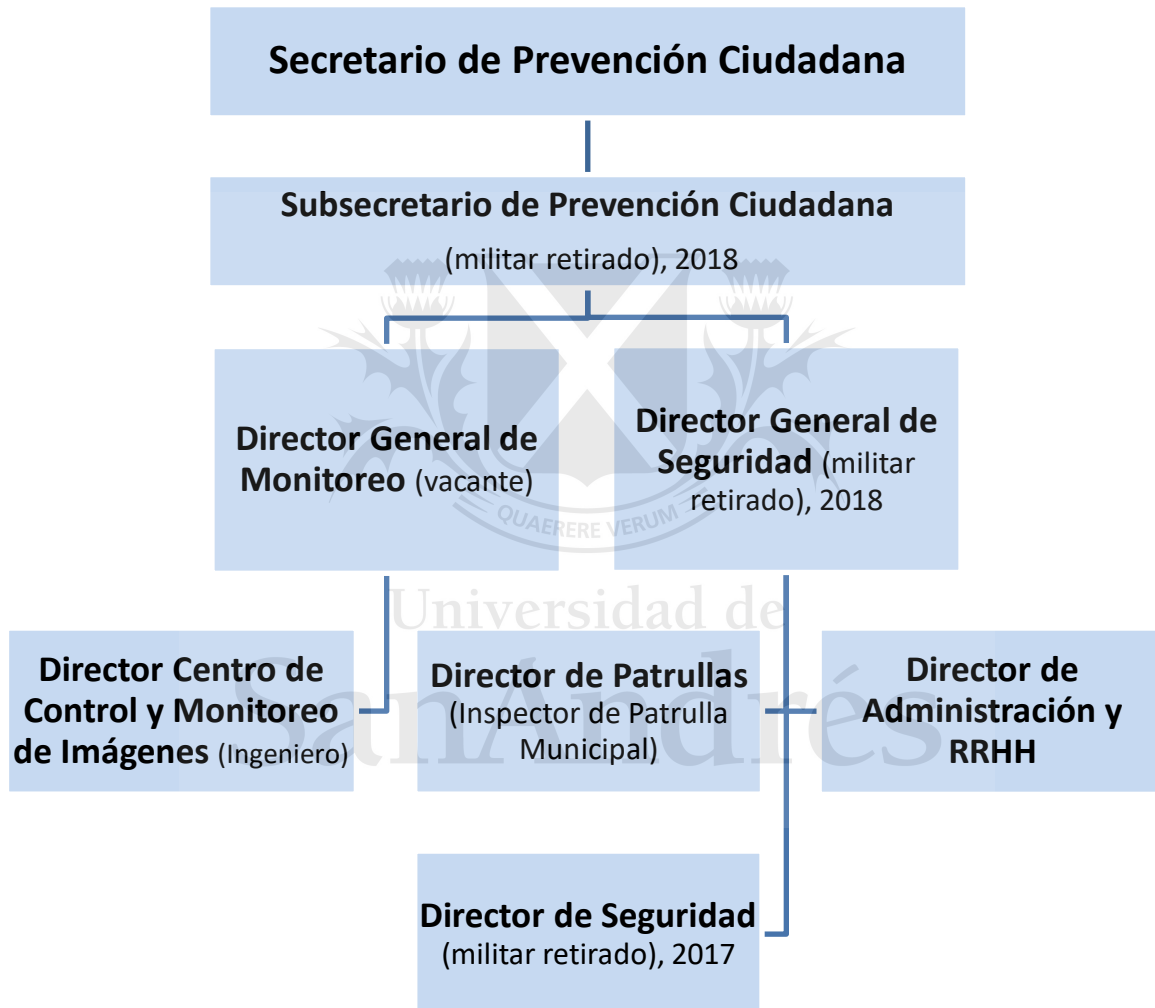 Secretario de Prevención Ciudadana
Subsecretario de Prevención Ciudadana
(militar retirado), 2018
Director General de
Monitoreo (vacante)
Director General de
Seguridad (militar
retirado), 2018
QUAERERE VERUM
Universidad de
SanAndrés
Director Centro de
Control y Monitoreo
de Imágenes (Ingeniero)
Director de Patrullas
(Inspector de Patrulla
Municipal)
Director de
Administración y
RRHH
Director de Seguridad
(militar retirado), 2017